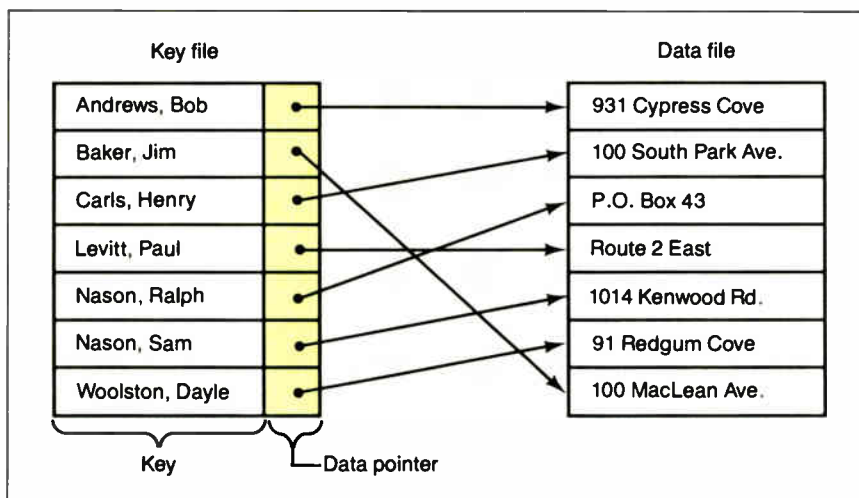 Key file
Data file
Andrews, Bob
931 Cypress Cove
Baker, Jim
100 South Park Ave.
Carls, Henry
P.O. Box 43
Levitt, Paul
Route 2 East
Nason, Ralph
1014 Kenwood Rd.
Nason, Sam
91 Redgum Cove
Woolston, Dayle
100 MacLean Ave.
Key
Data pointer